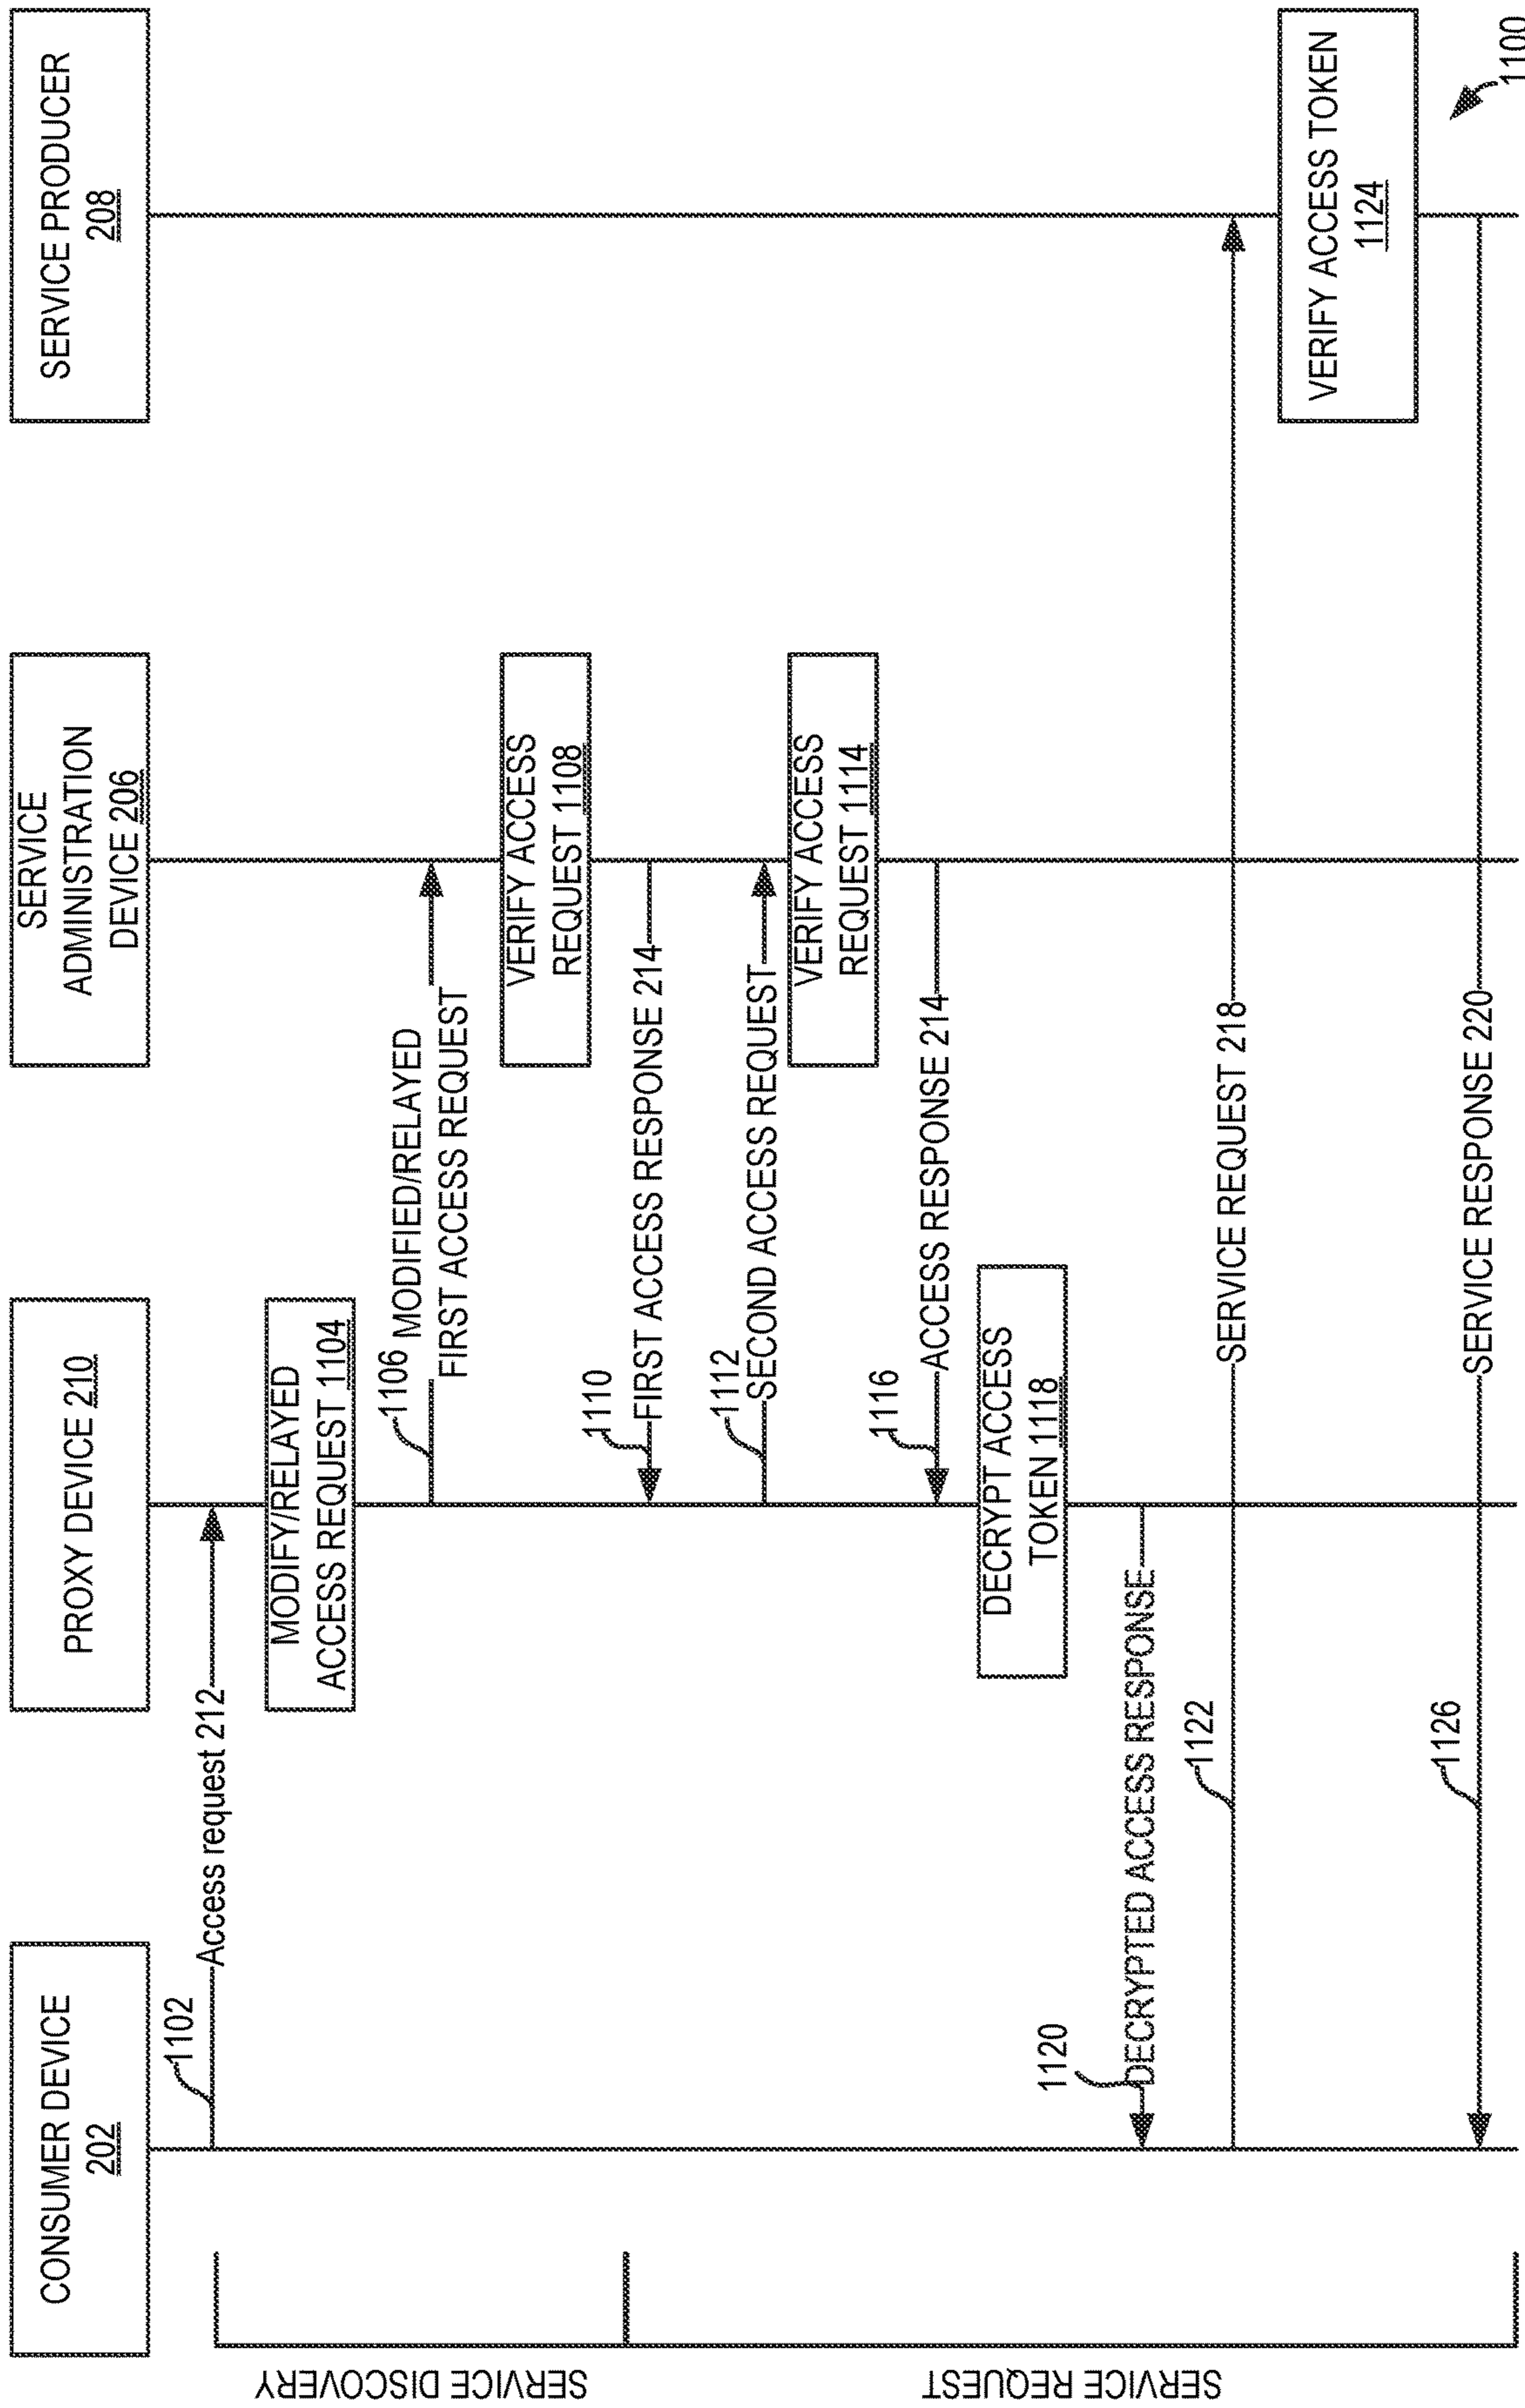 CONSUMER DEVICE
202
PROXY DEVICE 210
SERVICE
ADMINISTRATION
DEVICE 206
SERVICE PRODUCER
208
SERVICE DISCOVERY
SERVICE REQUEST
1102
Access request 212
MODIFY/RELAYED
ACCESS REQUEST 1104
1106
MODIFIED/RELAYED
FIRST ACCESS REQUEST
VERIFY ACCESS
REQUEST 1108
1110
FIRST ACCESS RESPONSE 214
1112
SECOND ACCESS REQUEST
VERIFY ACCESS
REQUEST 1114
1116
ACCESS RESPONSE 214
DECRYPT ACCESS
TOKEN 1118
1120
DECRYPTED ACCESS RESPONSE
1122
SERVICE REQUEST 218
VERIFY ACCESS TOKEN
1124
1126
SERVICE RESPONSE 220
1100